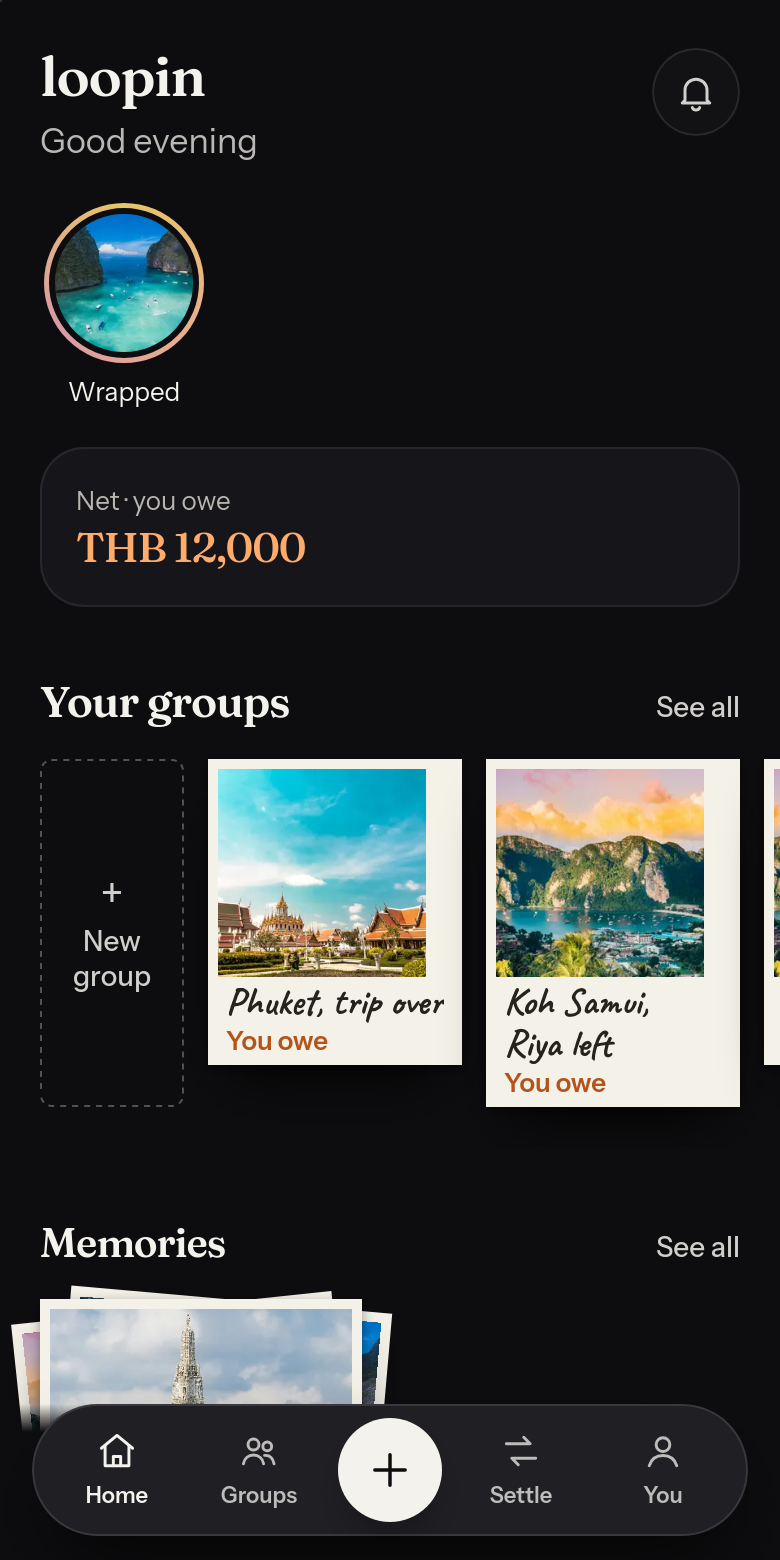 loopin
Good evening
Wrapped
Net · you owe
THB 12,000
Your groups
See all
+
New
group
Phuket, trip over
You owe
Koh Samui,
Riya left
You owe
Memories
See all
Home
Groups
Settle
You